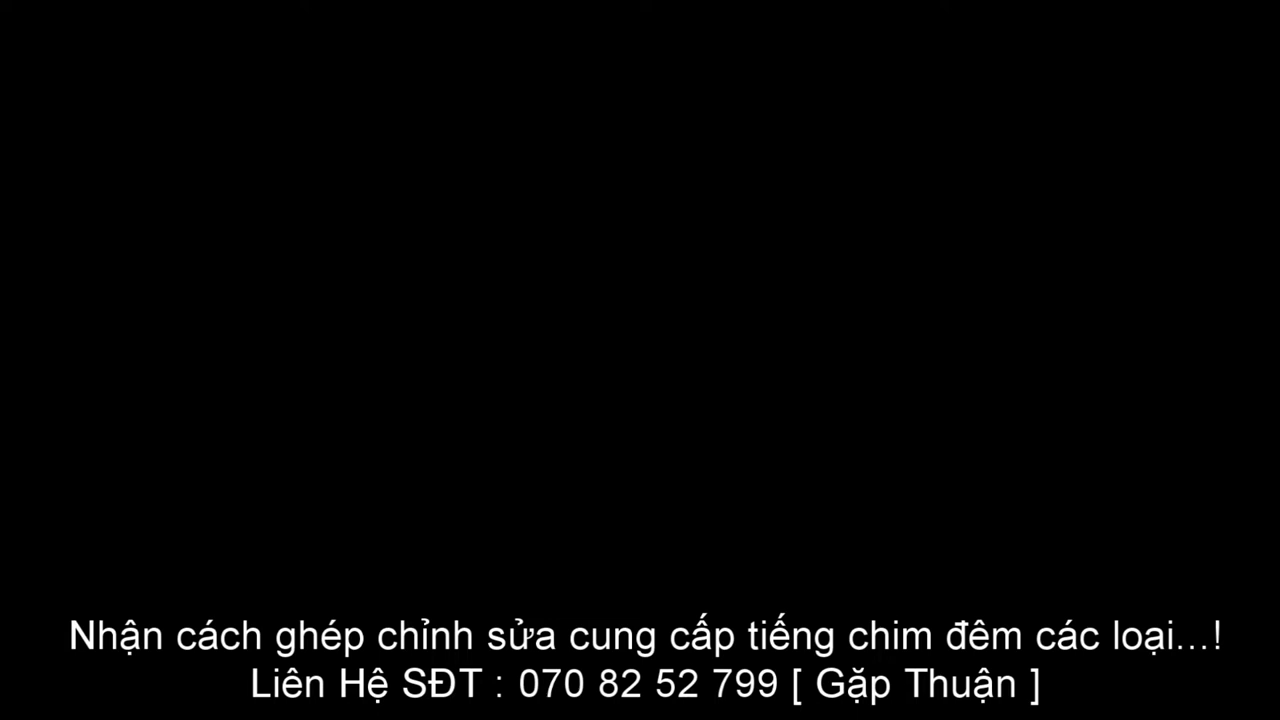 Nhận cách ghép chỉnh sửa cung cấp tiếng chim đêm các loại...!
Liên Hệ SĐT : 070 82 52 799 [ Gặp Thuận ]